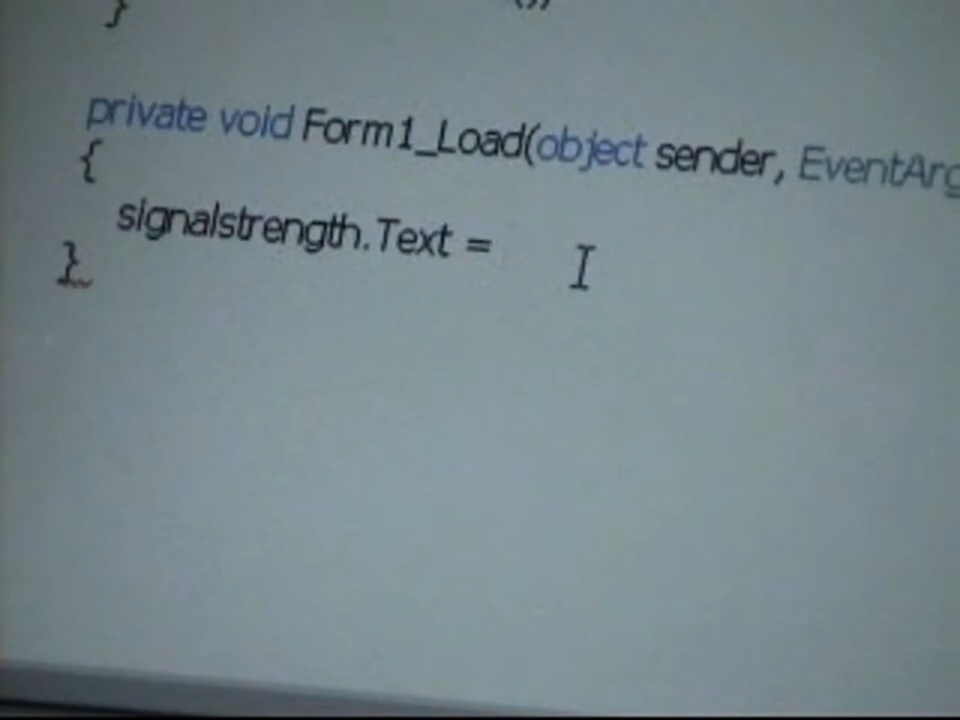 }
private void Form1_Load(object sender, EventArg
{
signalstrength.Text =
}